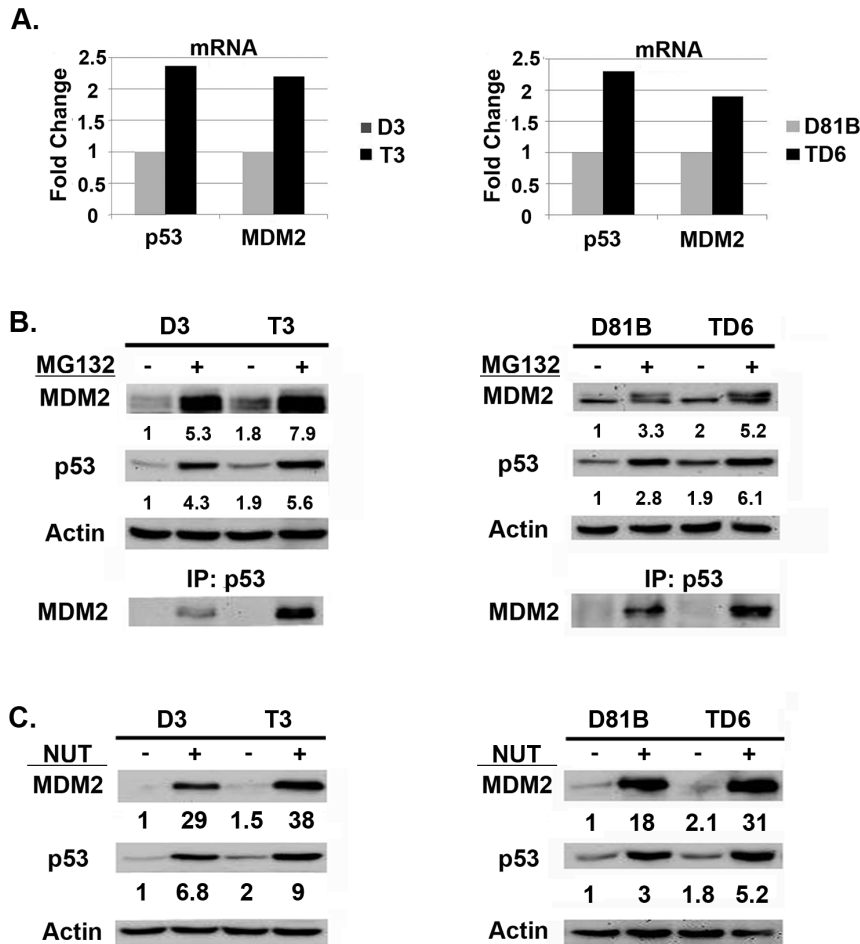 A.
mRNA
Fold Change
2.5
2
1.5
1
0.5
0
p53 MDM2
D3
T3
mRNA
Fold Change
2.5
2
1.5
1
0.5
0
p53 MDM2
D81B
TD6
B.
D3 T3
MG132 - + - +
MDM2
1 5.3 1.8 7.9
p53
1 4.3 1.9 5.6
Actin
IP: p53
MDM2
D81B TD6
MG132 - + - +
MDM2
1 3.3 2 5.2
p53
1 2.8 1.9 6.1
Actin
IP: p53
MDM2
C.
D3 T3
NUT - + - +
MDM2
1 29 1.5 38
p53
1 6.8 2 9
Actin
D81B TD6
NUT - + - +
MDM2
1 18 2.1 31
p53
1 3 1.8 5.2
Actin